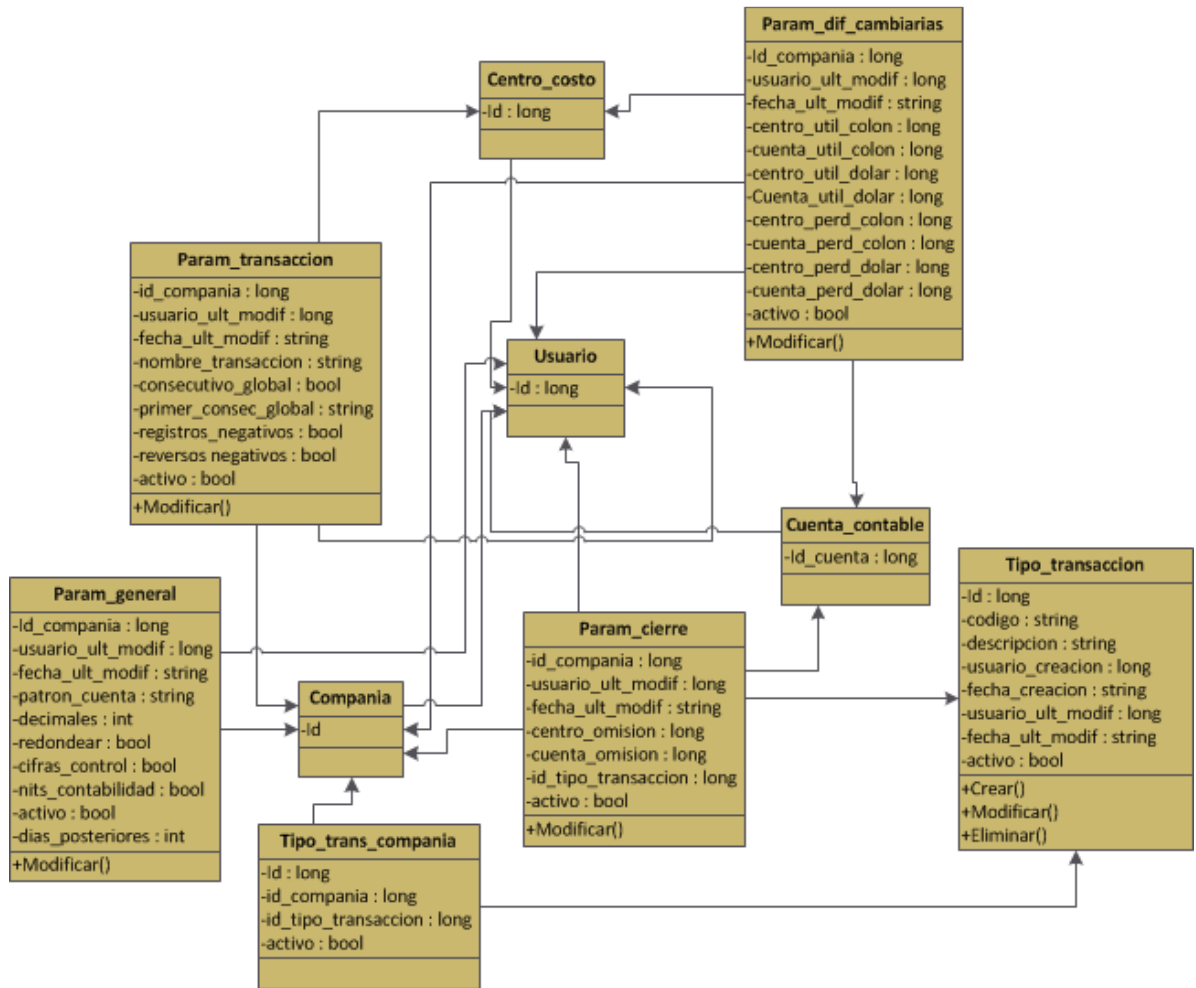 Param_dif_cambiarias
-Id_compania : long
-usuario_ult_modif : long
-fecha_ult_modif : string
-centro_util_colon : long
-cuenta_util_colon : long
-centro_util_dolar : long
-Cuenta_util_dolar : long
-centro_perd_colon : long
-cuenta_perd_colon : long
-centro_perd_dolar : long
-cuenta_perd_dolar : long
-activo : bool
+Modificar()
Centro_costo
-Id : long
Param_transaccion
-id_compania : long
-usuario_ult_modif : long
-fecha_ult_modif : string
-nombre_transaccion : string
-consecutivo_global : bool
-primer_consec_global : string
-registros_negativos : bool
-reversos negativos : bool
-activo : bool
+Modificar()
Usuario
-Id : long
Cuenta_contable
-Id_cuenta : long
Tipo_transaccion
-Id : long
-codigo : string
-descripcion : string
-usuario_creacion : long
-fecha_creacion : string
-usuario_ult_modif : long
-fecha_ult_modif : string
-activo : bool
+Crear()
+Modificar()
+Eliminar()
Param_general
-Id_compania : long
-usuario_ult_modif : long
-fecha_ult_modif : string
-patron_cuenta : string
-decimales : int
-redondear : bool
-cifras_control : bool
-nits_contabilidad : bool
-activo : bool
-dias_posteriores : int
+Modificar()
Param_cierre
-id_compania : long
-usuario_ult_modif : long
-fecha_ult_modif : string
-centro_omision : long
-cuenta_omision : long
-id_tipo_transaccion : long
-activo : bool
+Modificar()
Compania
-Id
Tipo_trans_compania
-Id : long
-id_compania : long
-id_tipo_transaccion : long
-activo : bool